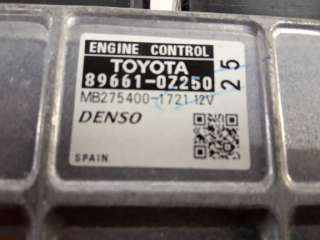 ENGINE CONTROL
TOYOTA
89661-0Z250
25
MB275400-1721 12V
DENSO
SPAIN